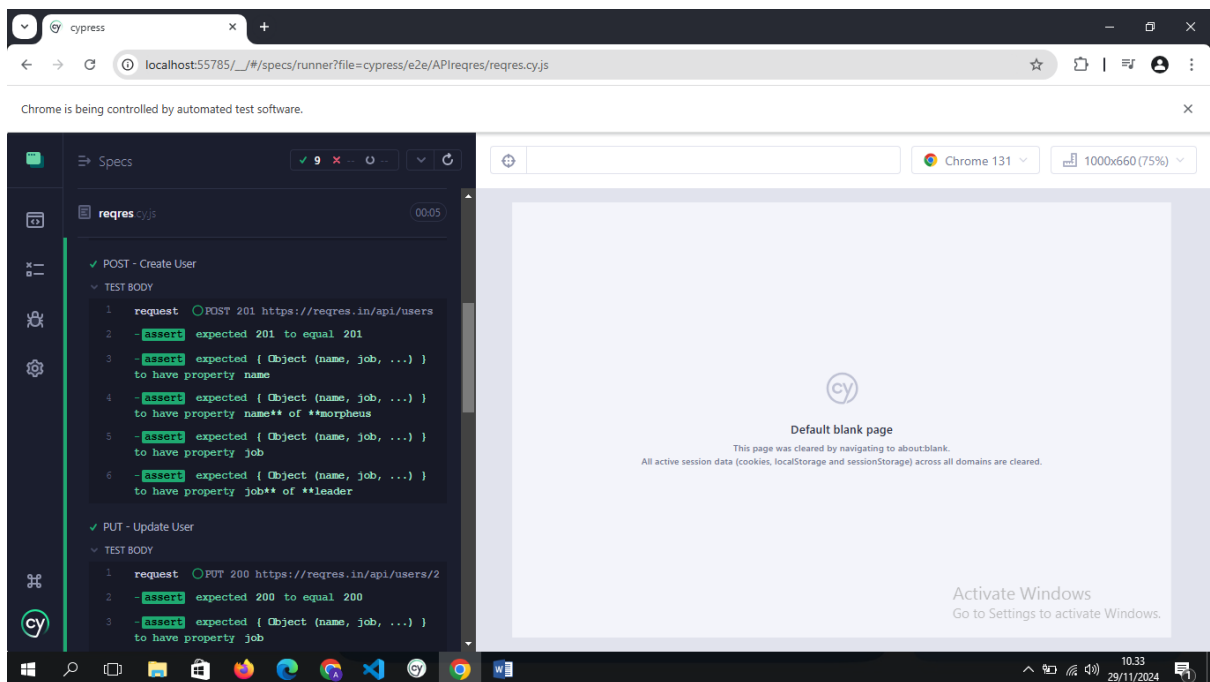 cypress
localhost:55785/__/#/specs/runner?file=cypress/e2e/APIreqres/reqres.cy.js
Chrome is being controlled by automated test software.
Specs
9 -- --
Chrome 131
1000x660 (75%)
reqres.cy.js
00:05
POST - Create User
TEST BODY
1 request POST 201 https://reqres.in/api/users
2 -assert expected 201 to equal 201
3 -assert expected { Object (name, job, ...) }
to have property name
4 -assert expected { Object (name, job, ...) }
to have property name** of **morpheus
5 -assert expected { Object (name, job, ...) }
to have property job
6 -assert expected { Object (name, job, ...) }
to have property job** of **leader
PUT - Update User
TEST BODY
1 request PUT 200 https://reqres.in/api/users/2
2 -assert expected 200 to equal 200
3 -assert expected { Object (name, job, ...) }
to have property job
cy
Default blank page
This page was cleared by navigating to about:blank.
All active session data (cookies, localStorage and sessionStorage) across all domains are cleared.
Activate Windows
Go to Settings to activate Windows.
cy
10.33
29/11/2024